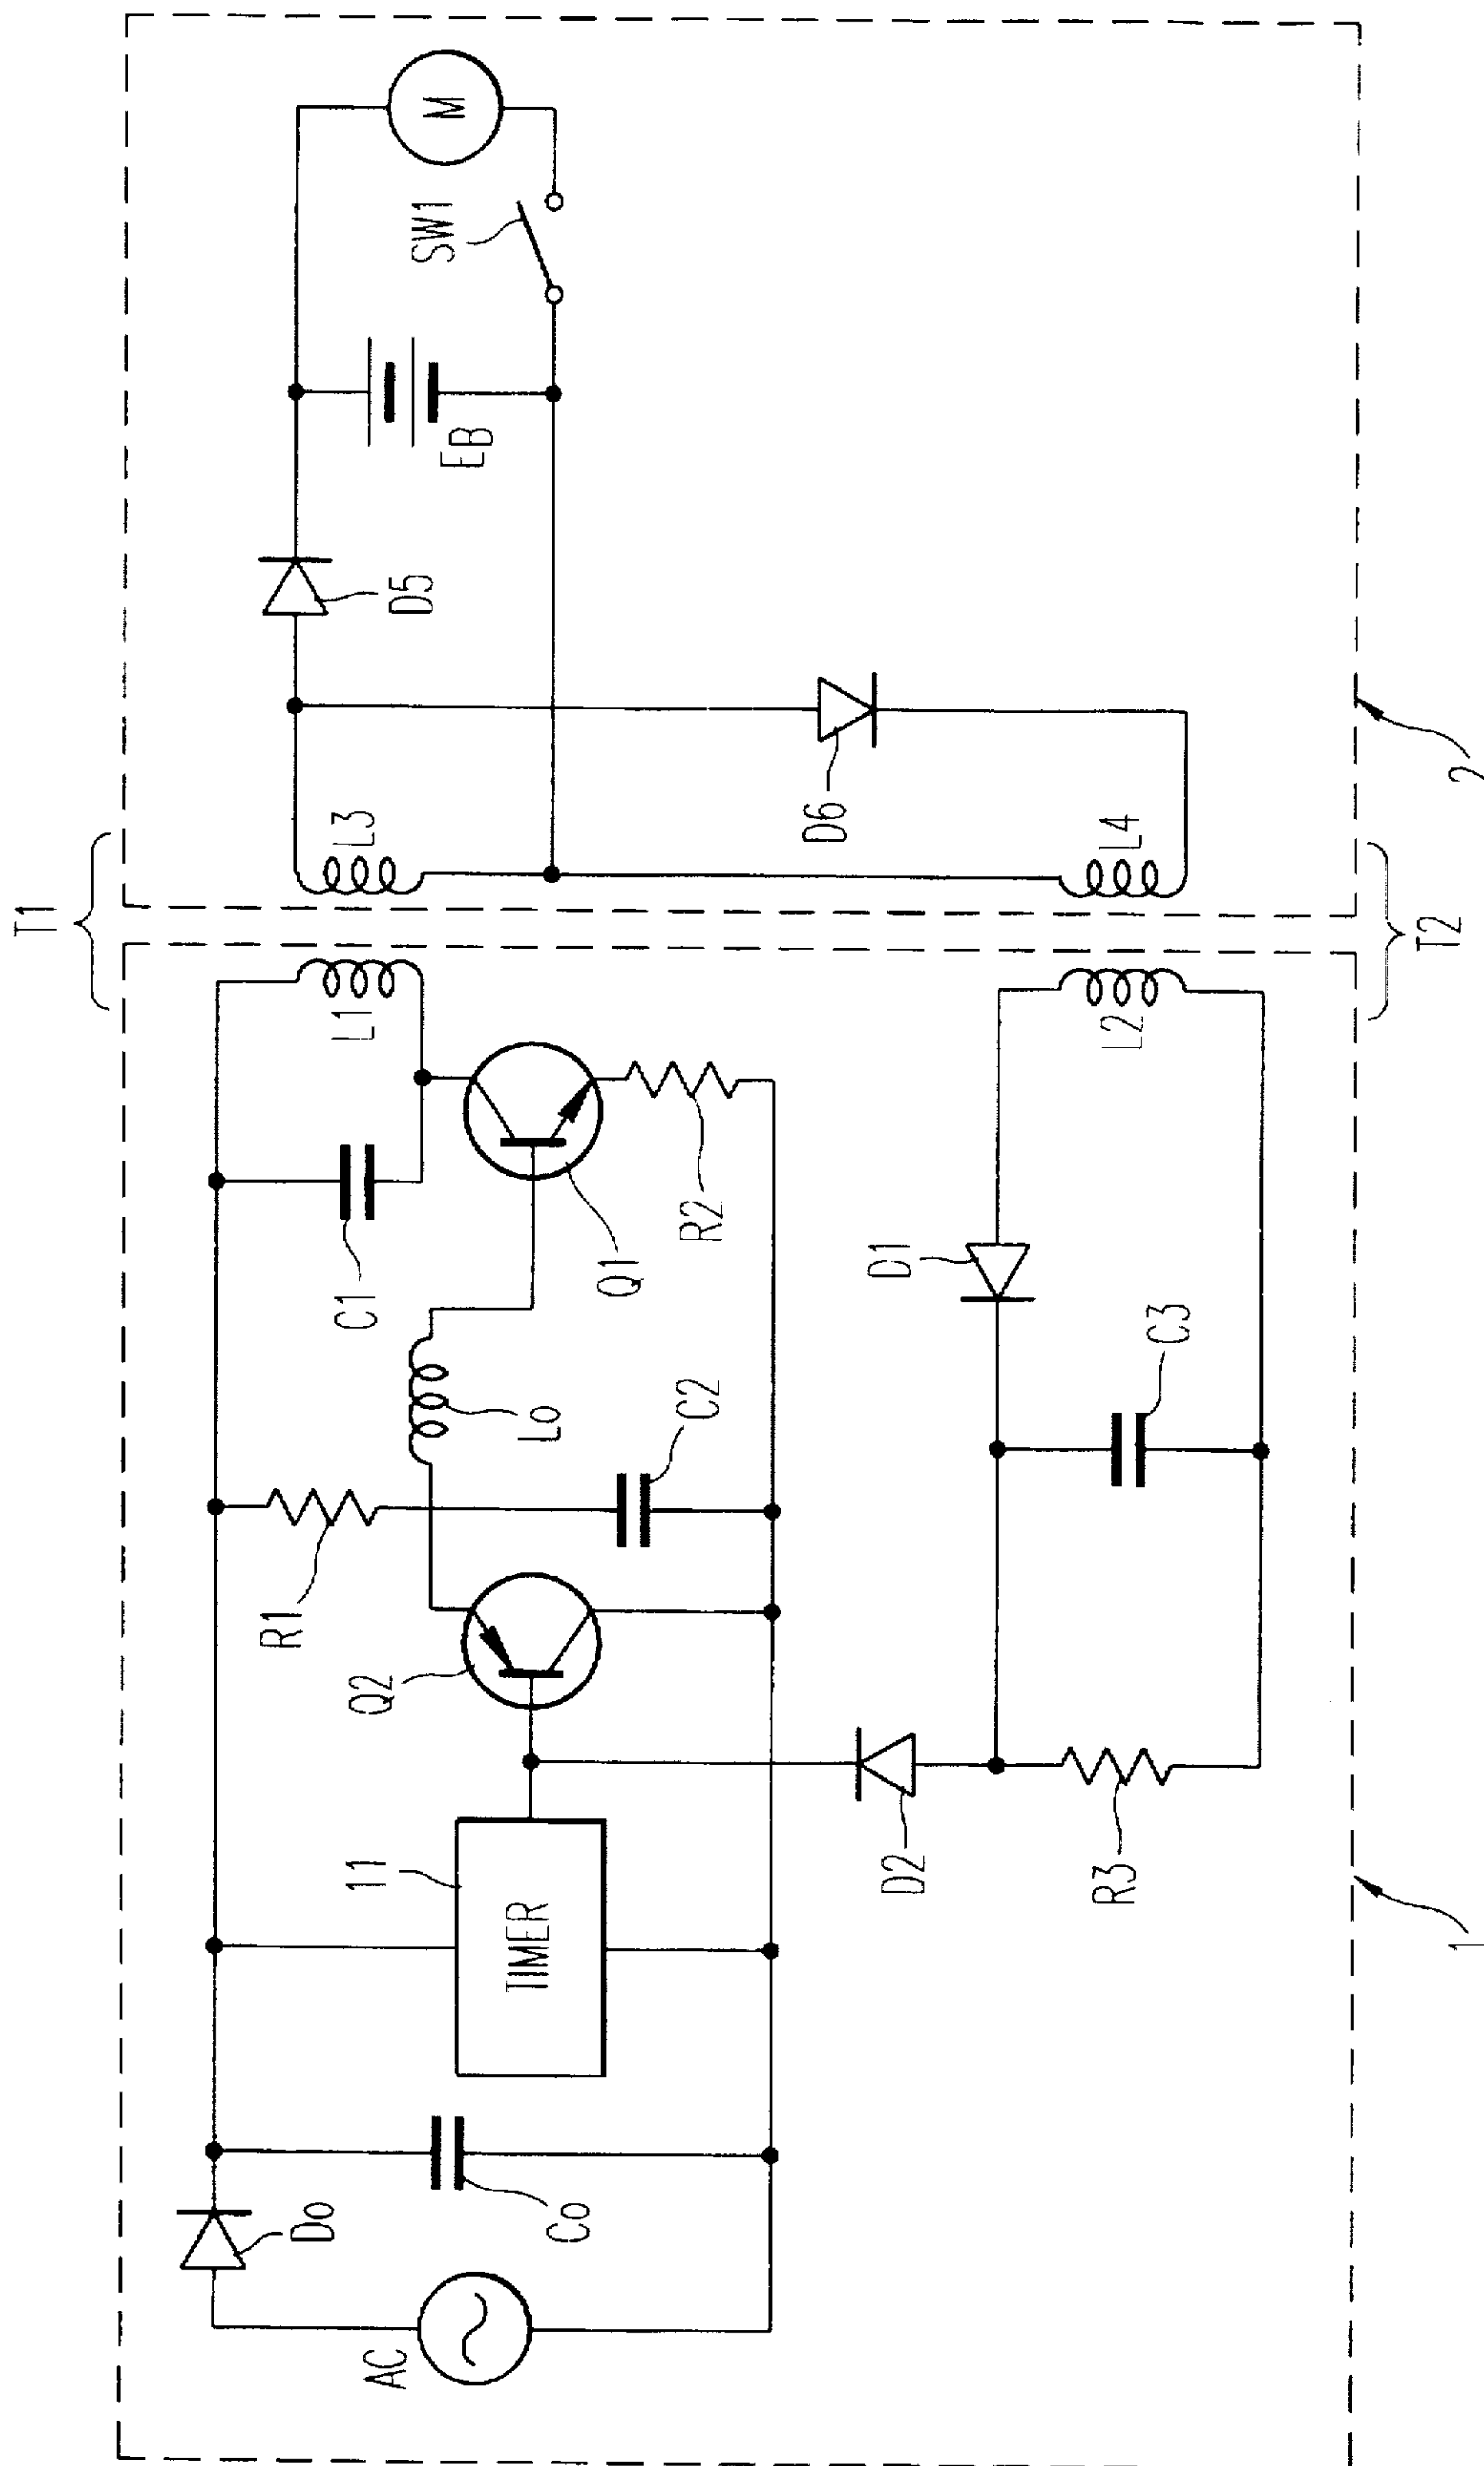 T1
M
SW1
EB
D5
D6
L3
L4
2
T2
L1
L2
C1
Q1
R2
D1
C3
Lo
C2
R1
Q2
11
TIMER
D2
R3
1
Do
Co
AC